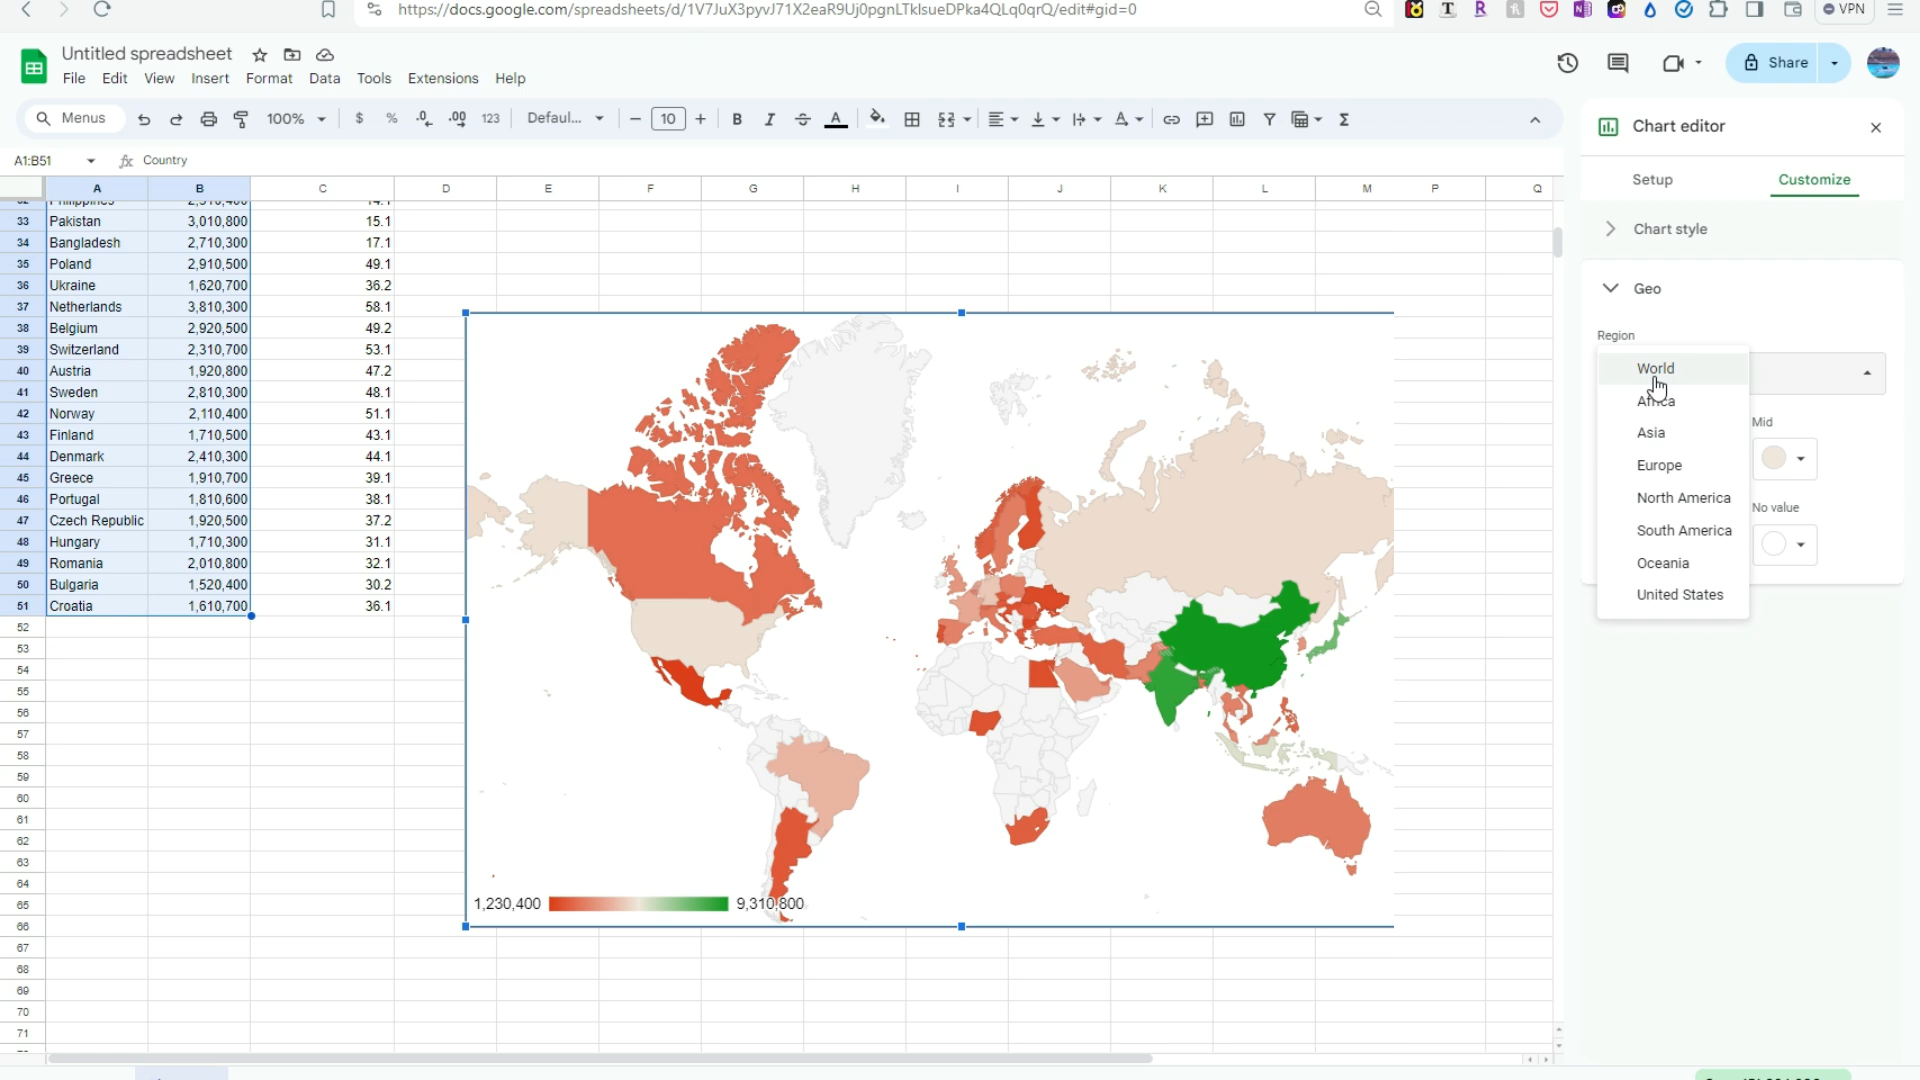 https://docs.google.com/spreadsheets/d/1V7JuX3pyvJ71X2eaR9Uj0pgnLTklsueDPka4QLq0qrQ/edit#gid=0
VPN
Untitled spreadsheet
File Edit View Insert Format Data Tools Extensions Help
Share
Menus 100% $ % .0 .00 123 Defaul... 10 B I A Σ
A1:B51 fx Country
A B C D E F G H I J K L M P Q
32 Philippines 2,510,400 14.1
33 Pakistan 3,010,800 15.1
34 Bangladesh 2,710,300 17.1
35 Poland 2,910,500 49.1
36 Ukraine 1,620,700 36.2
37 Netherlands 3,810,300 58.1
38 Belgium 2,920,500 49.2
39 Switzerland 2,310,700 53.1
40 Austria 1,920,800 47.2
41 Sweden 2,810,300 48.1
42 Norway 2,110,400 51.1
43 Finland 1,710,500 43.1
44 Denmark 2,410,300 44.1
45 Greece 1,910,700 39.1
46 Portugal 1,810,600 38.1
47 Czech Republic 1,920,500 37.2
48 Hungary 1,710,300 31.1
49 Romania 2,010,800 32.1
50 Bulgaria 1,520,400 30.2
51 Croatia 1,610,700 36.1
52
53
54
55
56
57
58
59
60
61
62
63
64
65
66
67
68
69
70
71
1,230,400 9,310,800
Chart editor
Setup Customize
Chart style
Geo
Region
World
Africa
Asia
Europe
North America
South America
Oceania
United States
Mid
No value